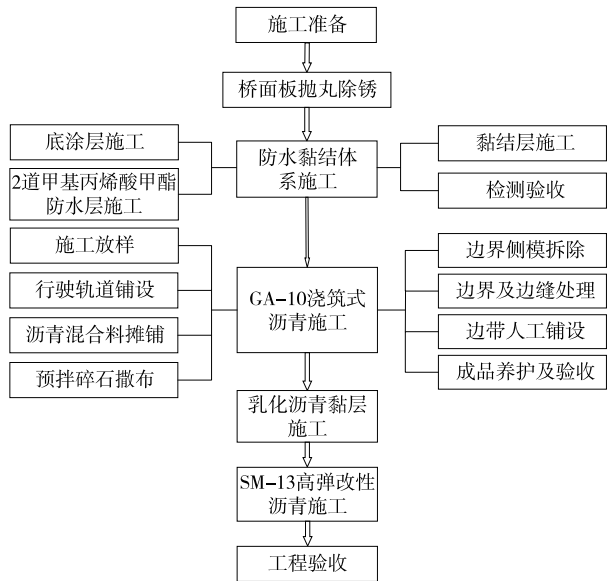 施工准备
桥面板抛丸除锈
底涂层施工
2道甲基丙烯酸甲酯
防水层施工
防水黏结体
系施工
黏结层施工
检测验收
施工放样
行驶轨道铺设
沥青混合料摊铺
预拌碎石撒布
GA-10浇筑式
沥青施工
边界侧模拆除
边界及边缝处理
边带人工铺设
成品养护及验收
乳化沥青黏层
施工
SM-13高弹改性
沥青施工
工程验收